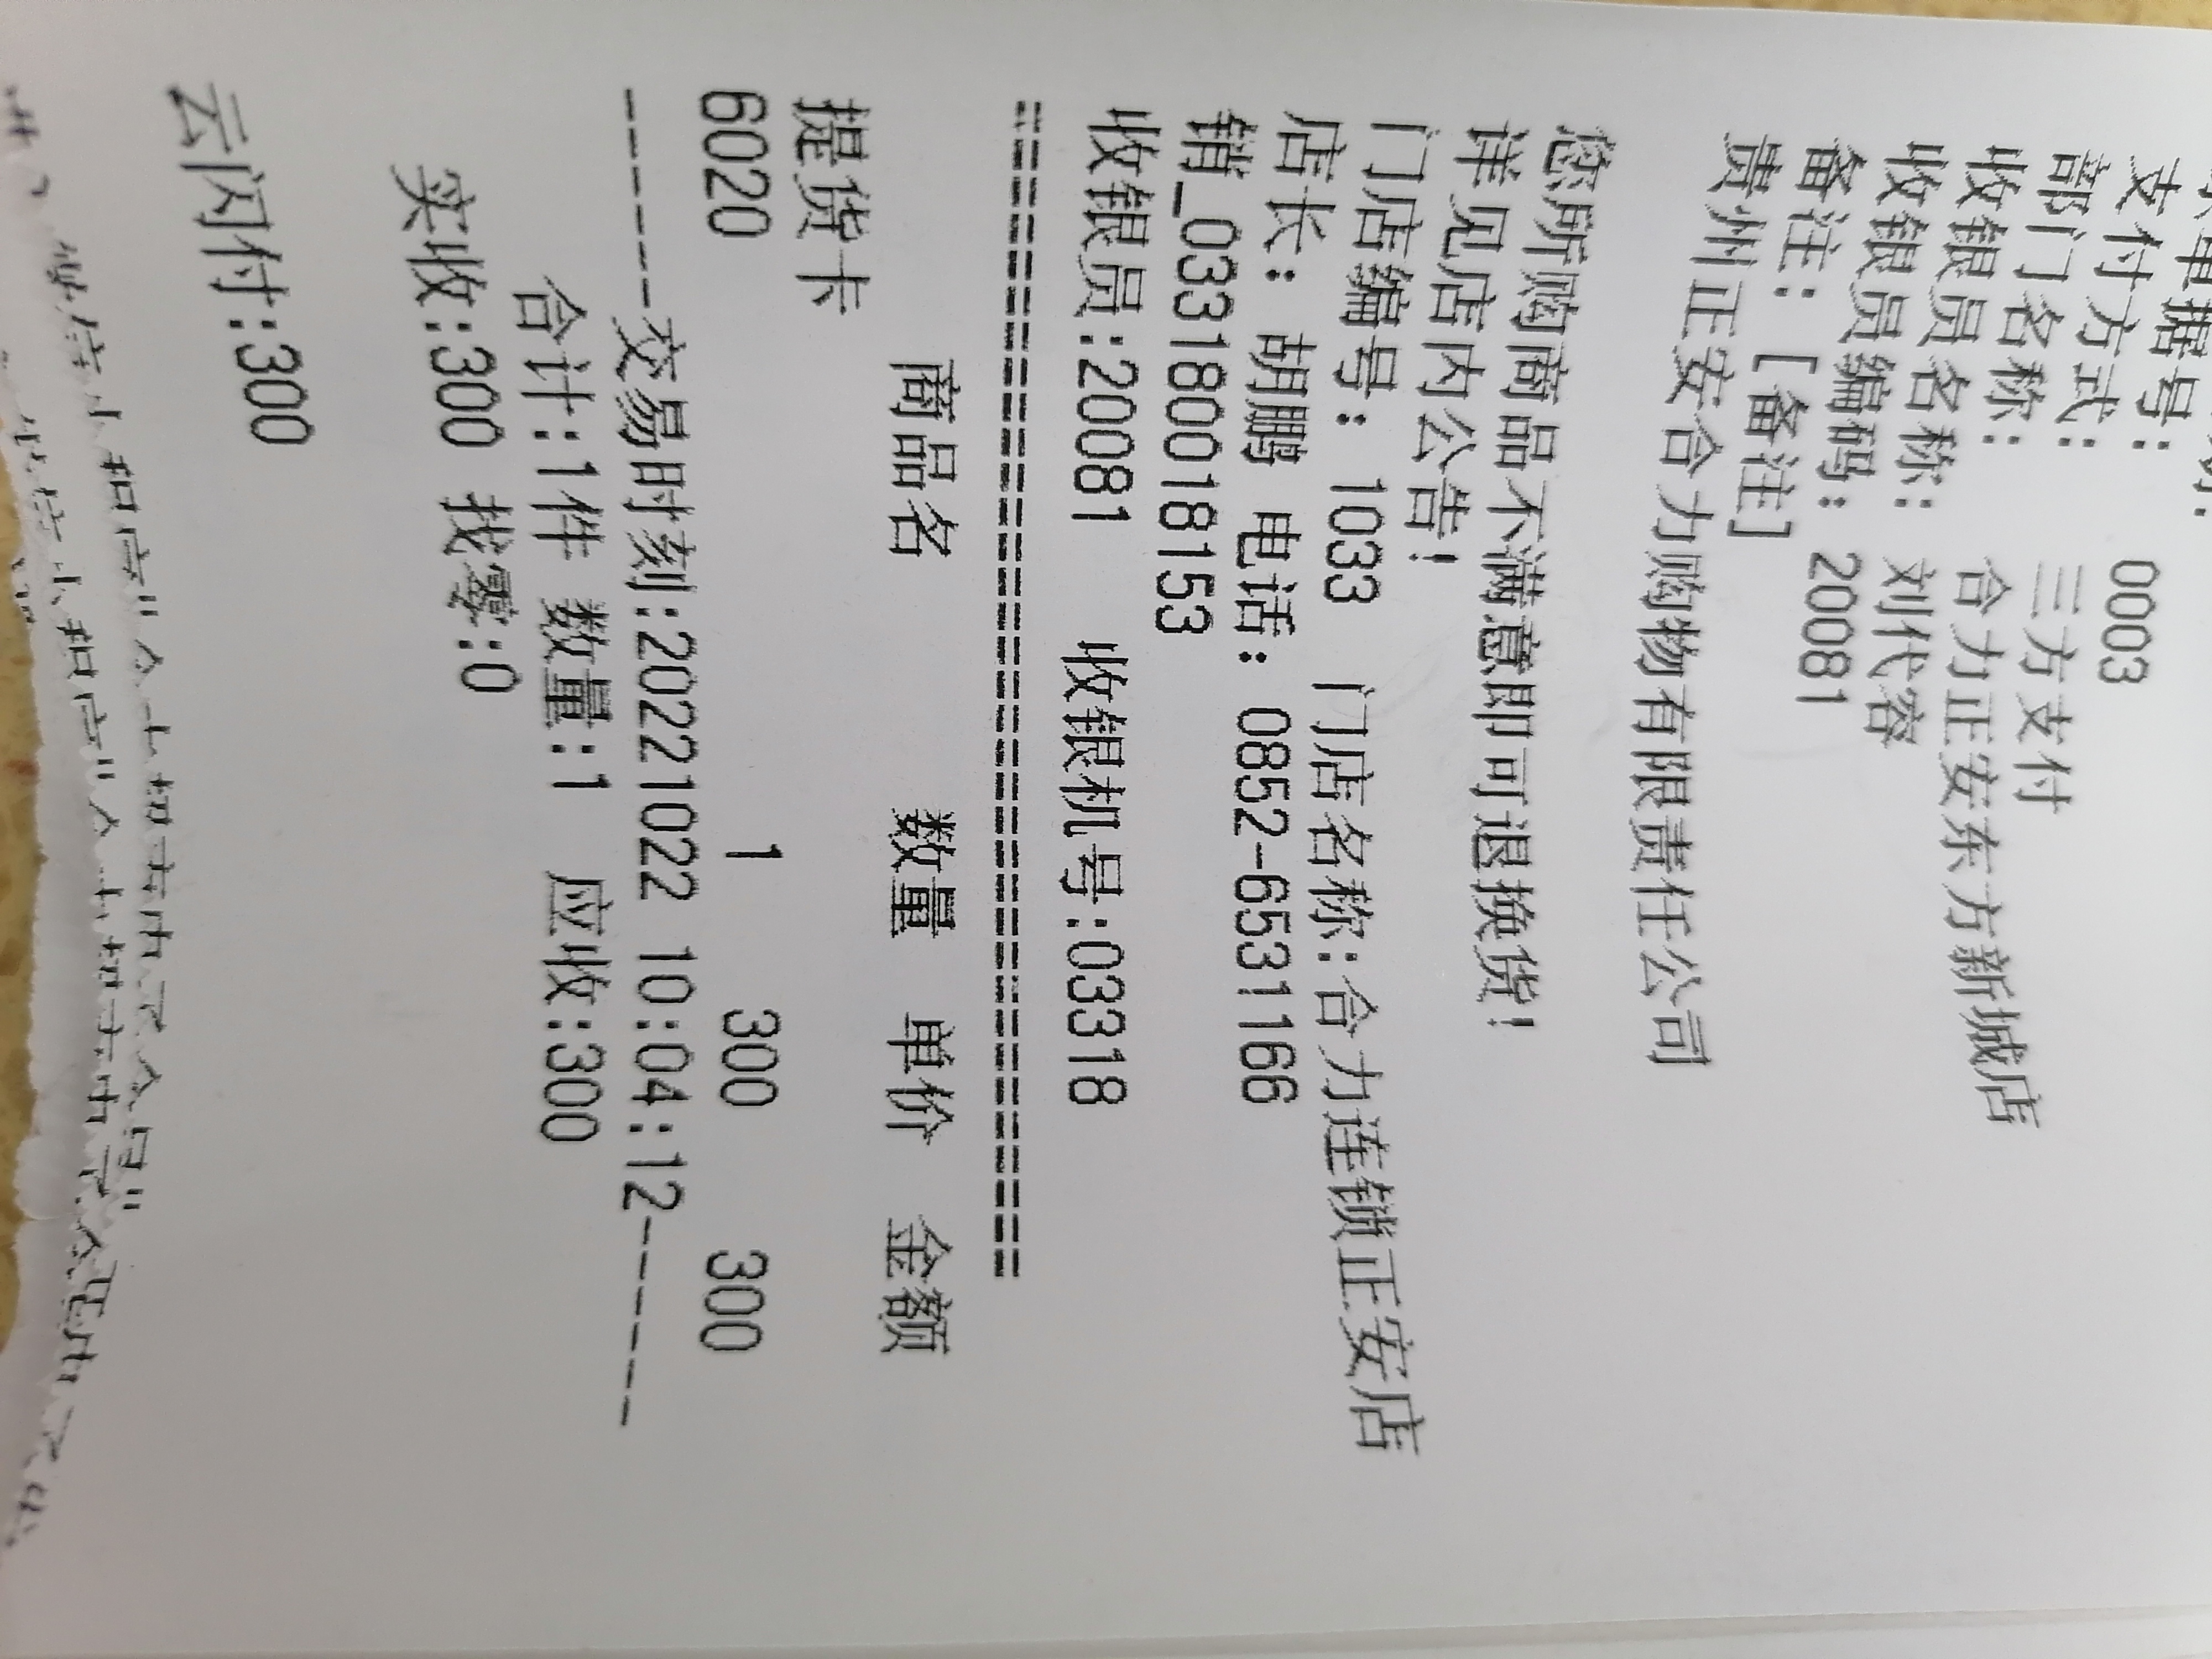 支付方式：
0003
部门名称：
三方支付
收银员名称：
合力正安东方新城店
收银员编码：
刘代容
备注：[备注]
20081
贵州正安合力购物有限责任公司
您所购商品不满意即可退换货!
详见店内公告!
门店编号：1033 门店名称:合力连锁正安店
店长：胡鹏 电话：0852-6531166
销_033180018153
收银员:20081 收银机号:03318
================================
商品名 数量 单价 金额
提货卡
6020 1 300 300
-------交易时刻:20221022 10:04:12-------
合计:1件 数量:1 应收:300
实收:300 找零:0
云闪付:300